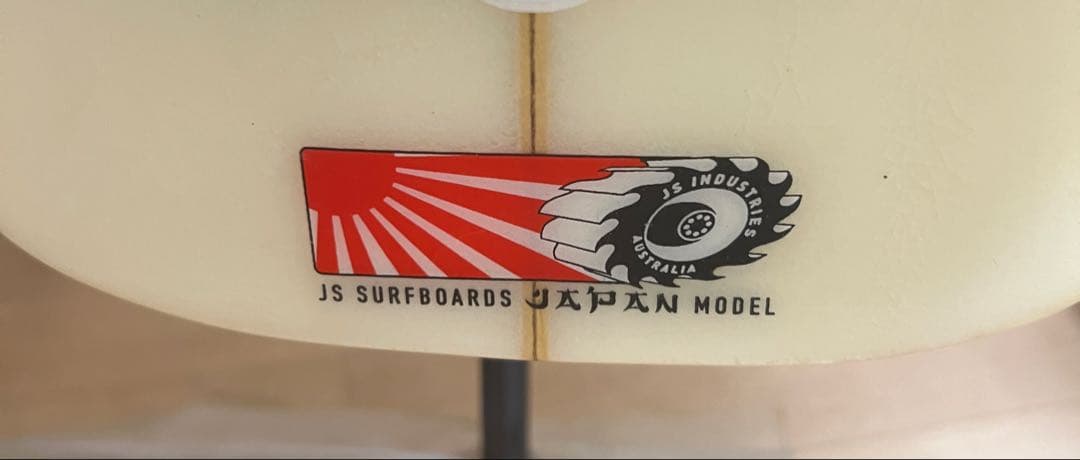 JS INDUSTRIES
AUSTRALIA
JS SURFBOARDS JAPAN MODEL